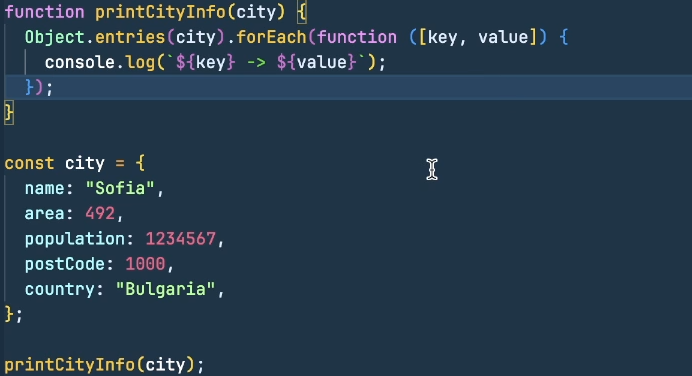 function printCityInfo(city) {
  Object.entries(city).forEach(function ([key, value]) {
    console.log(`${key} -> ${value}`);
  });
}
const city = {
  name: "Sofia",
  area: 492,
  population: 1234567,
  postCode: 1000,
  country: "Bulgaria",
};
printCityInfo(city);